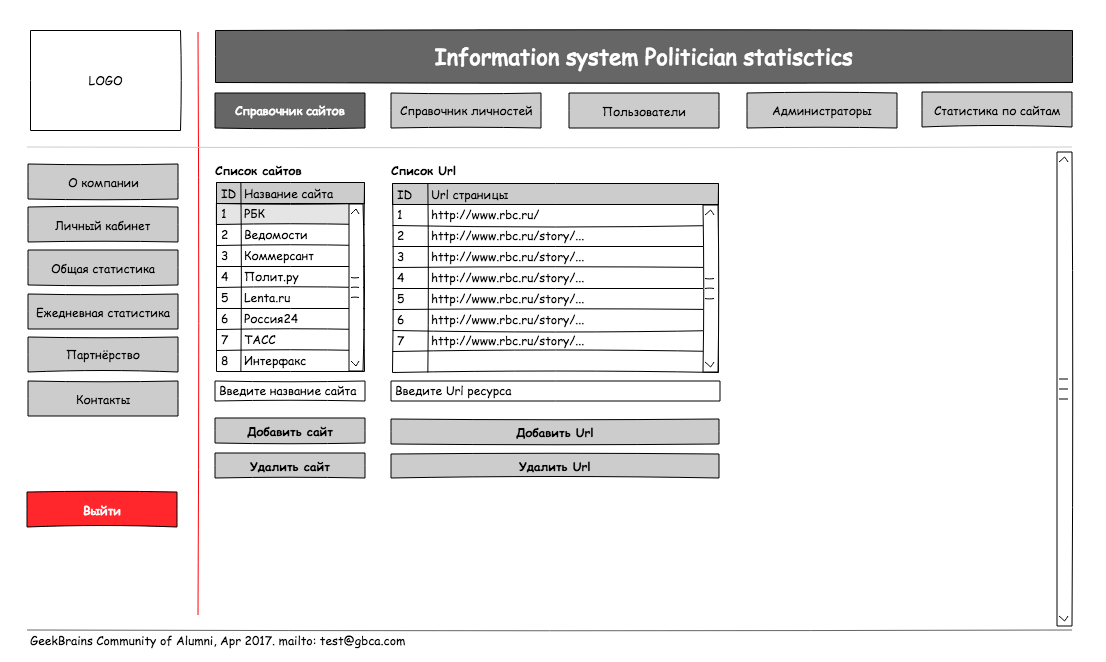 LOGO
Information system Politician statisctics
Справочник сайтов
Справочник личностей
Пользователи
Администраторы
Статистика по сайтам
О компании
Личный кабинет
Общая статистика
Ежедневная статистика
Партнёрство
Контакты
Выйти
Список сайтов
ID Название сайта
1 РБК
2 Ведомости
3 Коммерсант
4 Полит.ру
5 Lenta.ru
6 Россия24
7 ТАСС
8 Интерфакс
Введите название сайта
Добавить сайт
Удалить сайт
Список Url
ID Url страницы
1 http://www.rbc.ru/
2 http://www.rbc.ru/story/...
3 http://www.rbc.ru/story/...
4 http://www.rbc.ru/story/...
5 http://www.rbc.ru/story/...
6 http://www.rbc.ru/story/...
7 http://www.rbc.ru/story/...
Введите Url ресурса
Добавить Url
Удалить Url
GeekBrains Community of Alumni, Apr 2017. mailto: test@gbca.com